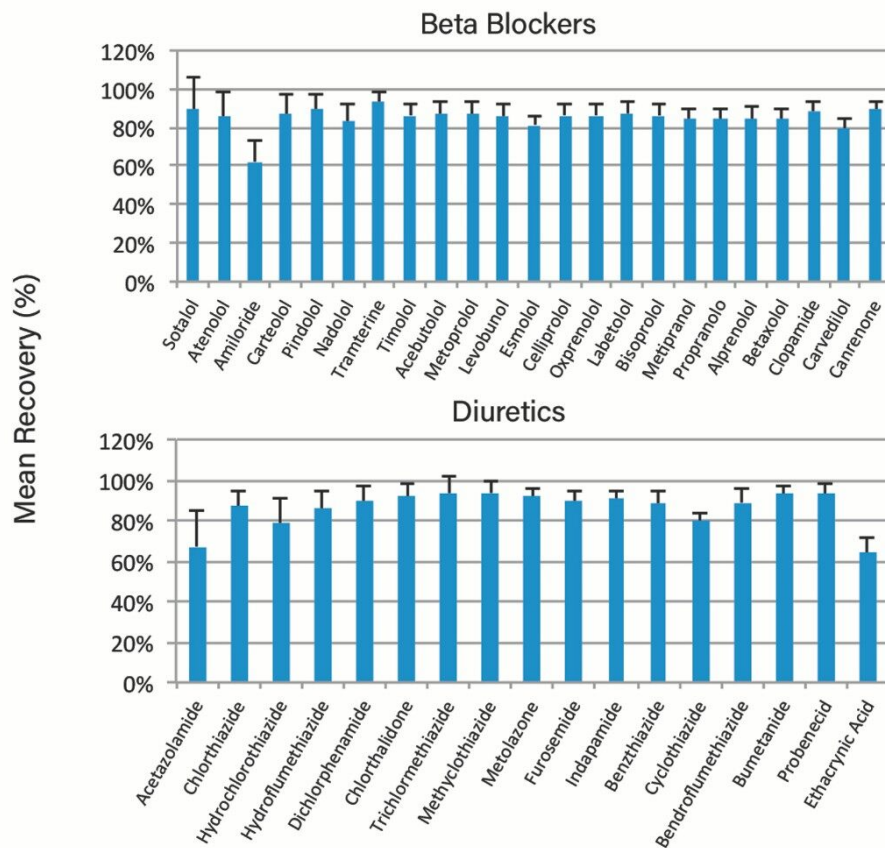 Beta Blockers
120%
100%
80%
60%
40%
20%
0%
Sotalol
Atenolol
Amiloride
Carteolol
Pindolol
Nadolol
Tramterine
Timolol
Acebutolol
Metoprolol
Levobunol
Esmolol
Celliprolol
Oxprenolol
Labetolol
Bisoprolol
Metipranol
Propranolo
Alprenolol
Betaxolol
Clopamide
Carvedilol
Canrenone
Mean Recovery (%)
Diuretics
120%
100%
80%
60%
40%
20%
0%
Acetazolamide
Chlorthiazide
Hydrochlorothiazide
Hydroflumethiazide
Dichlorphenamide
Chlorthalidone
Trichlormethiazide
Methyclothiazide
Metolazone
Furosemide
Indapamide
Benzthiazide
Cyclothiazide
Bendroflumethiazide
Bumetanide
Probenecid
Ethacrynic Acid